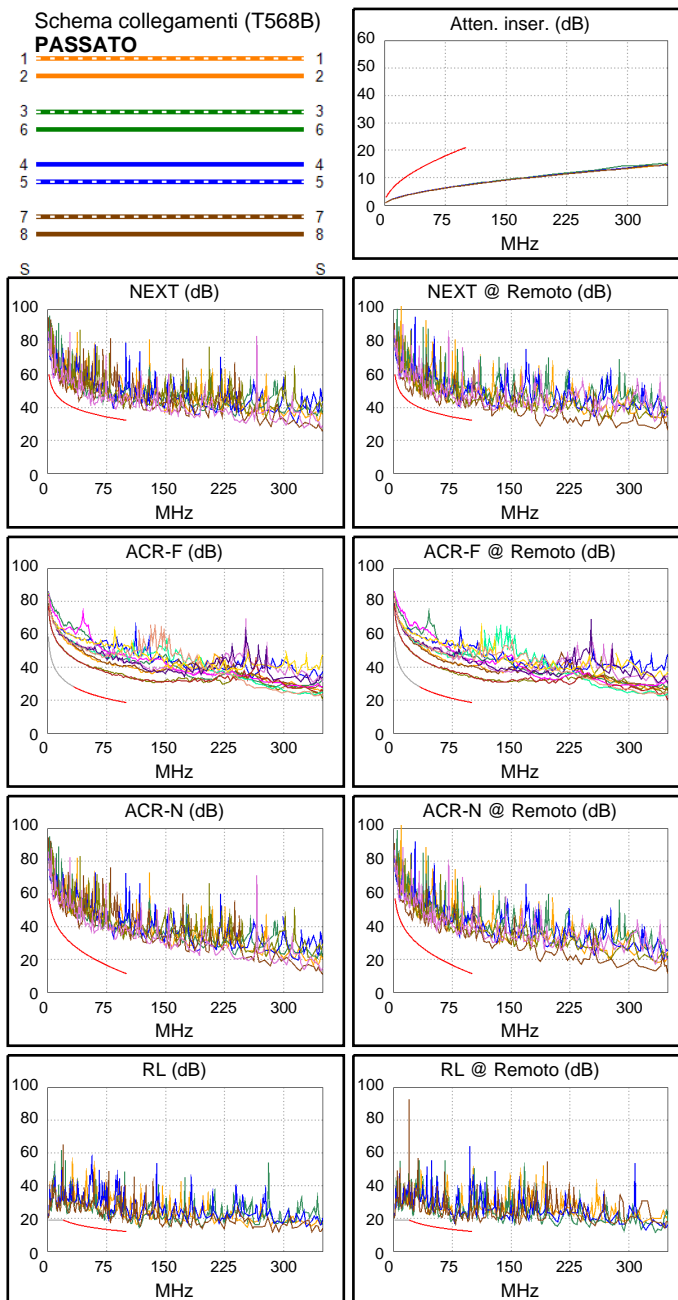 Schema collegamenti (T568B)
PASSATO
1 1
2 2
3 3
6 6
4 4
5 5
7 7
8 8
S S
Atten. inser. (dB)
60
50
40
30
20
10
0
0 75 150 225 300
MHz
NEXT (dB)
100
80
60
40
20
0
0 75 150 225 300
MHz
NEXT @ Remoto (dB)
100
80
60
40
20
0
0 75 150 225 300
MHz
ACR-F (dB)
100
80
60
40
20
0
0 75 150 225 300
MHz
ACR-F @ Remoto (dB)
100
80
60
40
20
0
0 75 150 225 300
MHz
ACR-N (dB)
100
80
60
40
20
0
0 75 150 225 300
MHz
ACR-N @ Remoto (dB)
100
80
60
40
20
0
0 75 150 225 300
MHz
RL (dB)
100
80
60
40
20
0
0 75 150 225 300
MHz
RL @ Remoto (dB)
100
80
60
40
20
0
0 75 150 225 300
MHz